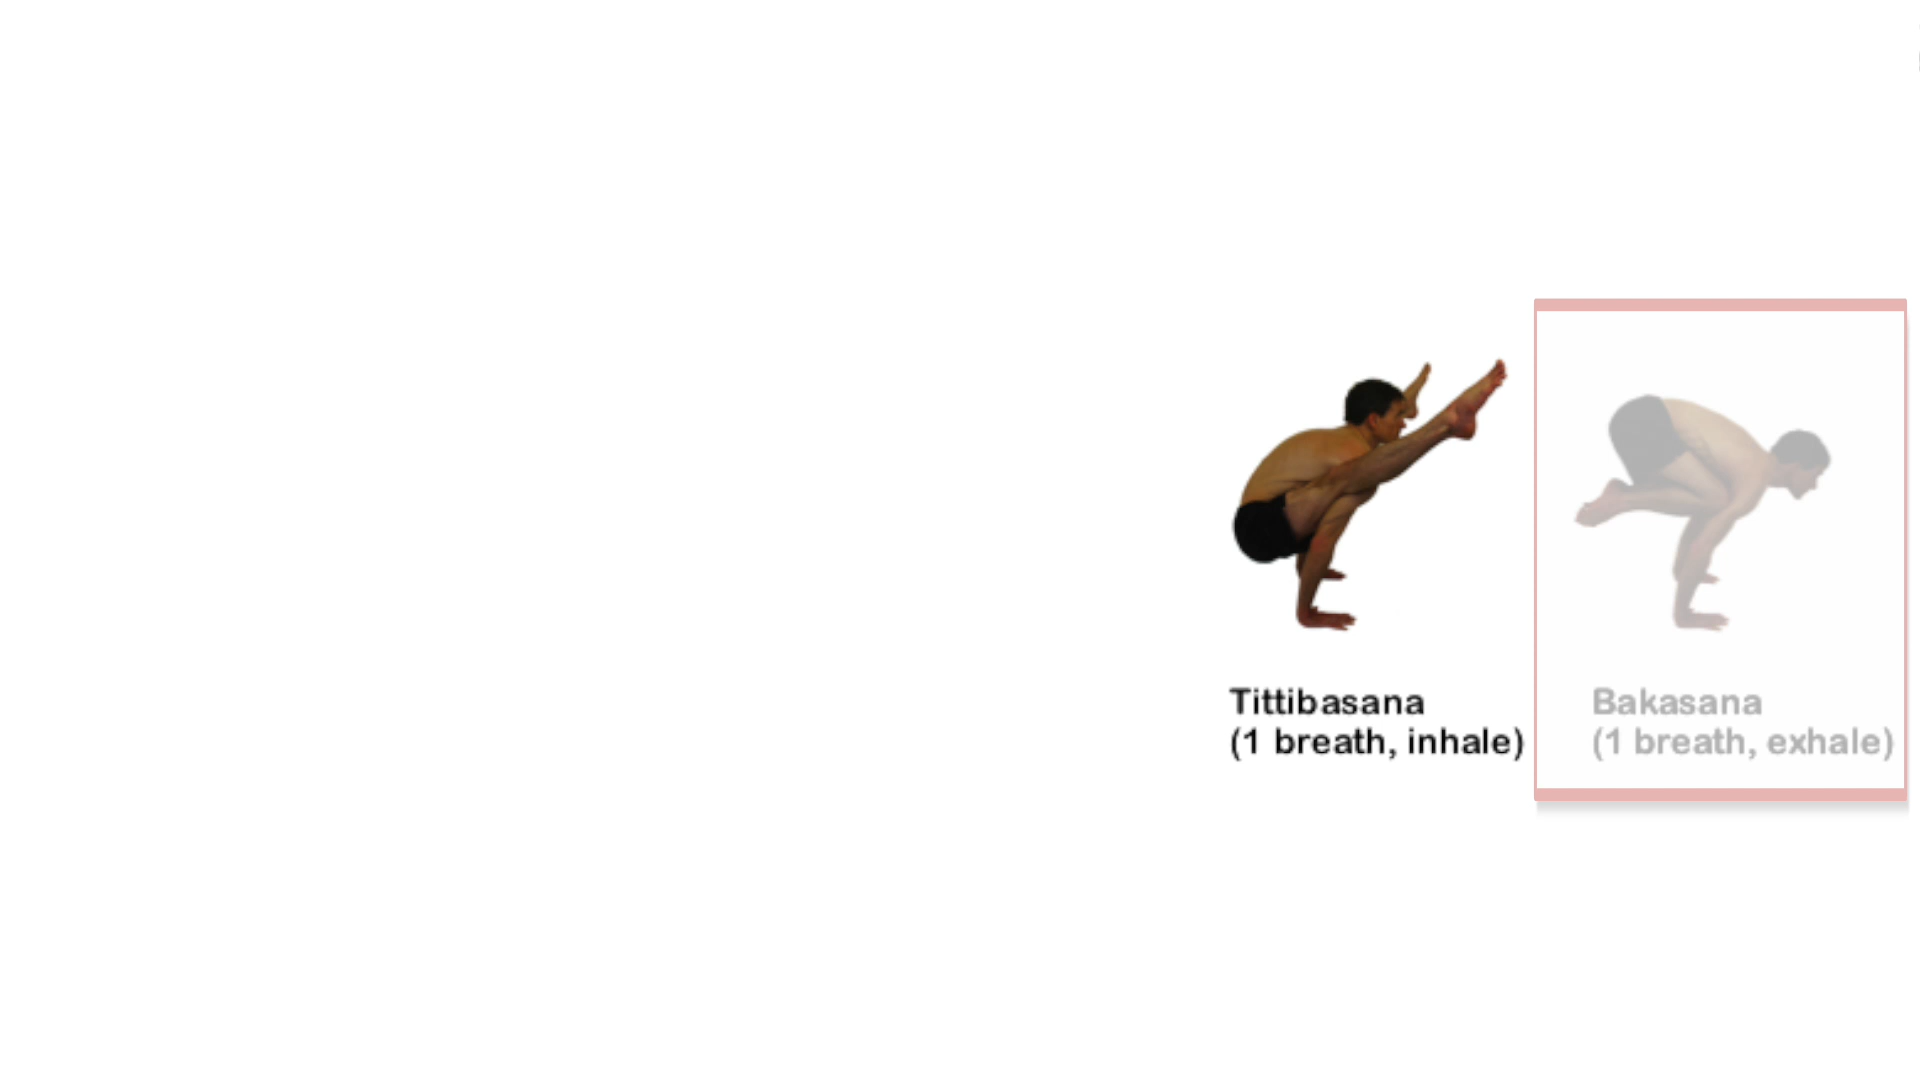 Tittibasana
(1 breath, inhale)
Bakasana
(1 breath, exhale)